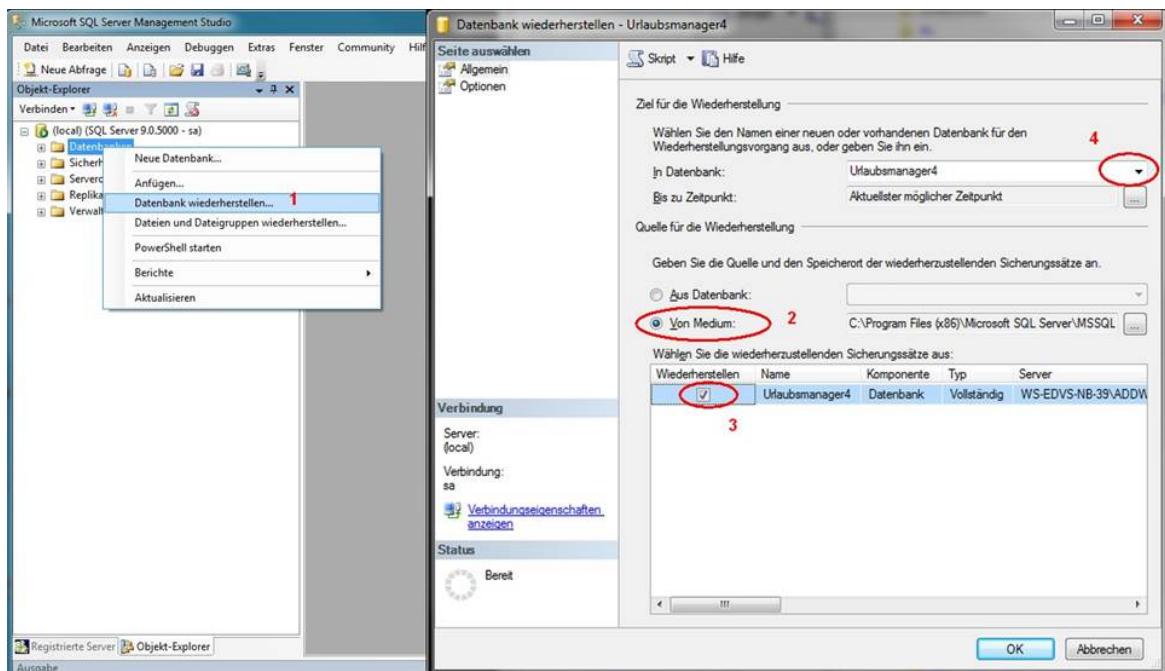 Microsoft SQL Server Management Studio
Datei Bearbeiten Anzeigen Debuggen Extras Fenster Community Hilf
Neue Abfrage
Objekt-Explorer
Verbinden
(local) (SQL Server 9.0.5000 - sa)
Datenbanken
Sicherh
Serverc
Replika
Verwalt
Neue Datenbank...
Anfügen...
Datenbank wiederherstellen... 1
Dateien und Dateigruppen wiederherstellen...
PowerShell starten
Berichte
Aktualisieren
Registrierte Server Objekt-Explorer
Ausgabe
Datenbank wiederherstellen - Urlaubsmanager4
Seite auswählen
Allgemein
Optionen
Skript Hilfe
Ziel für die Wiederherstellung
Wählen Sie den Namen einer neuen oder vorhandenen Datenbank für den
Wiederherstellungsvorgang aus, oder geben Sie ihn ein.
4
In Datenbank: Urlaubsmanager4
Bis zu Zeitpunkt: Aktuellster möglicher Zeitpunkt ...
Quelle für die Wiederherstellung
Geben Sie die Quelle und den Speicherort der wiederherzustellenden Sicherungssätze an.
Aus Datenbank:
Von Medium: 2 C:\Program Files (x86)\Microsoft SQL Server\MSSQL ...
Wählen Sie die wiederherzustellenden Sicherungssätze aus:
Wiederherstellen Name Komponente Typ Server
Urlaubsmanager4 Datenbank Vollständig WS-EDVS-NB-39\ADDW
3
Verbindung
Server:
(local)
Verbindung:
sa
Verbindungseigenschaften
anzeigen
Status
Bereit
OK Abbrechen